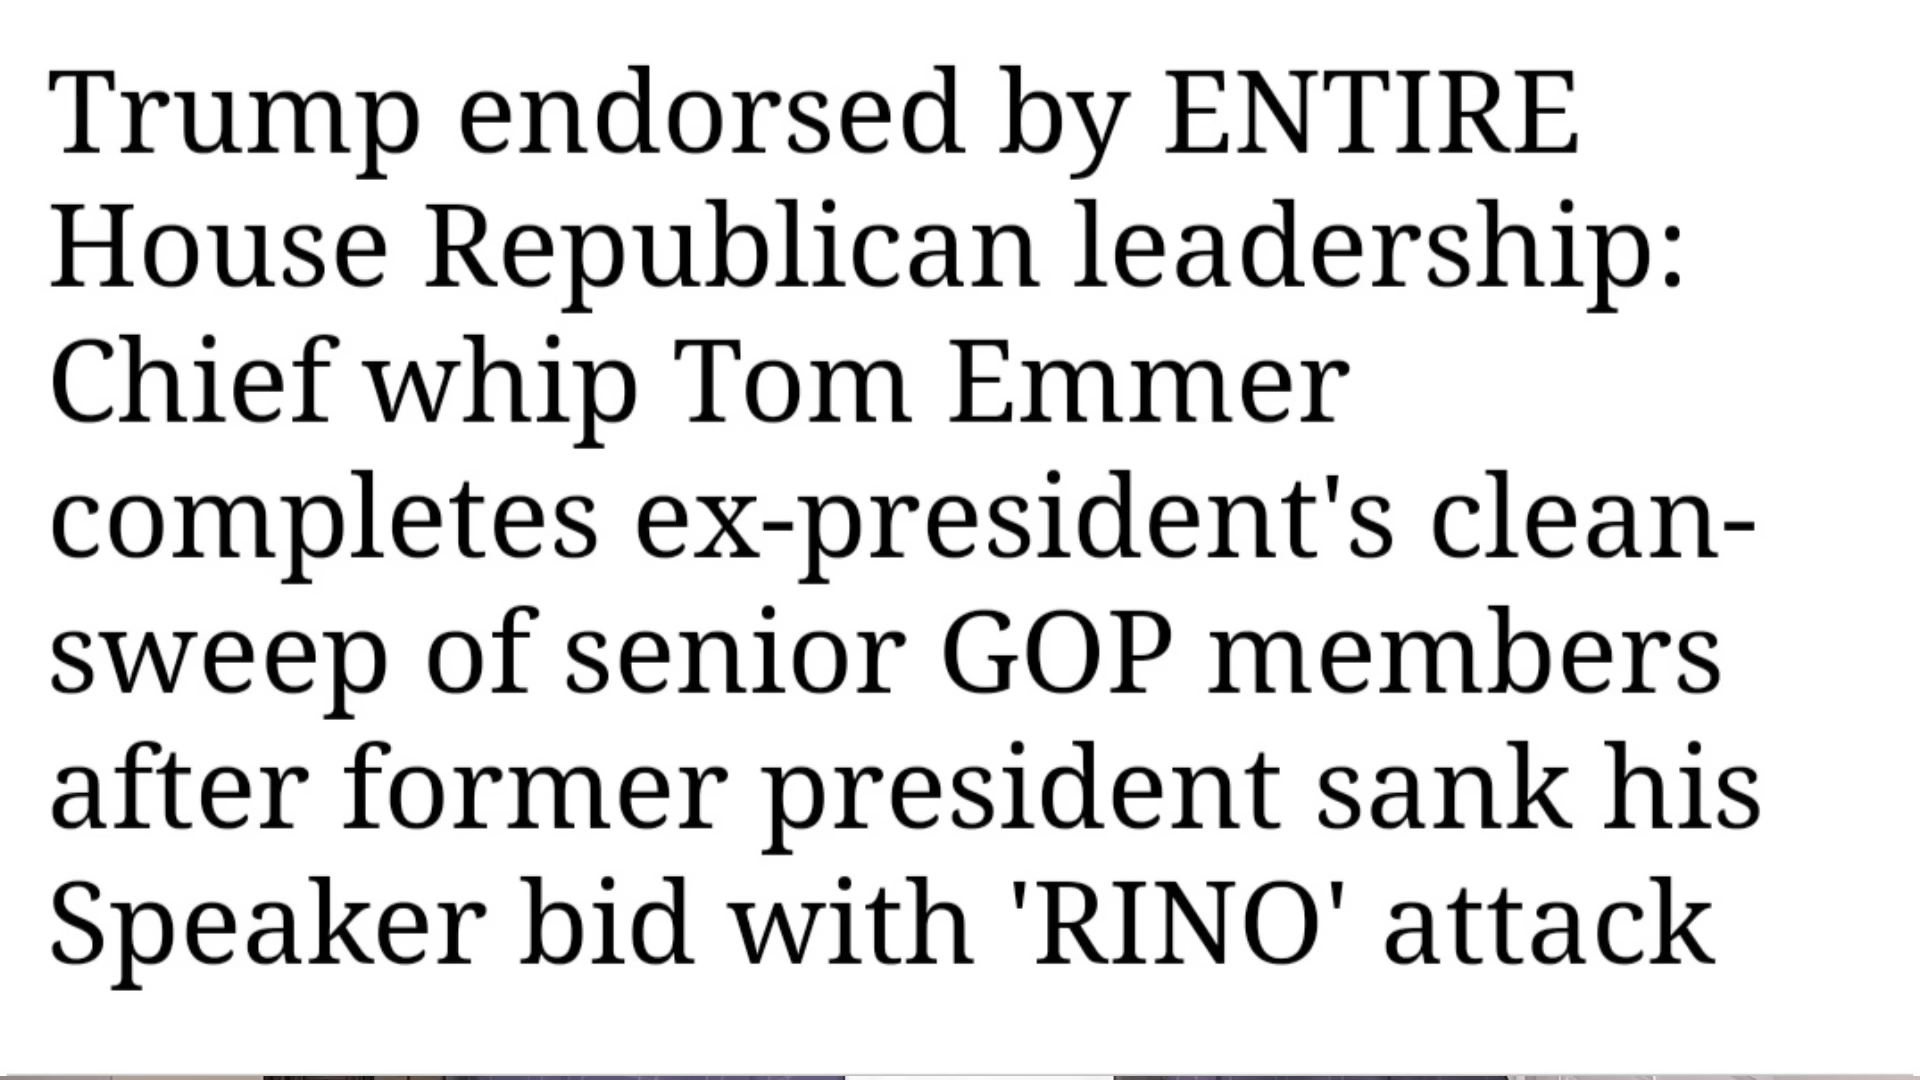 Trump endorsed by ENTIRE
House Republican leadership:
Chief whip Tom Emmer
completes ex-president's clean-
sweep of senior GOP members
after former president sank his
Speaker bid with 'RINO' attack